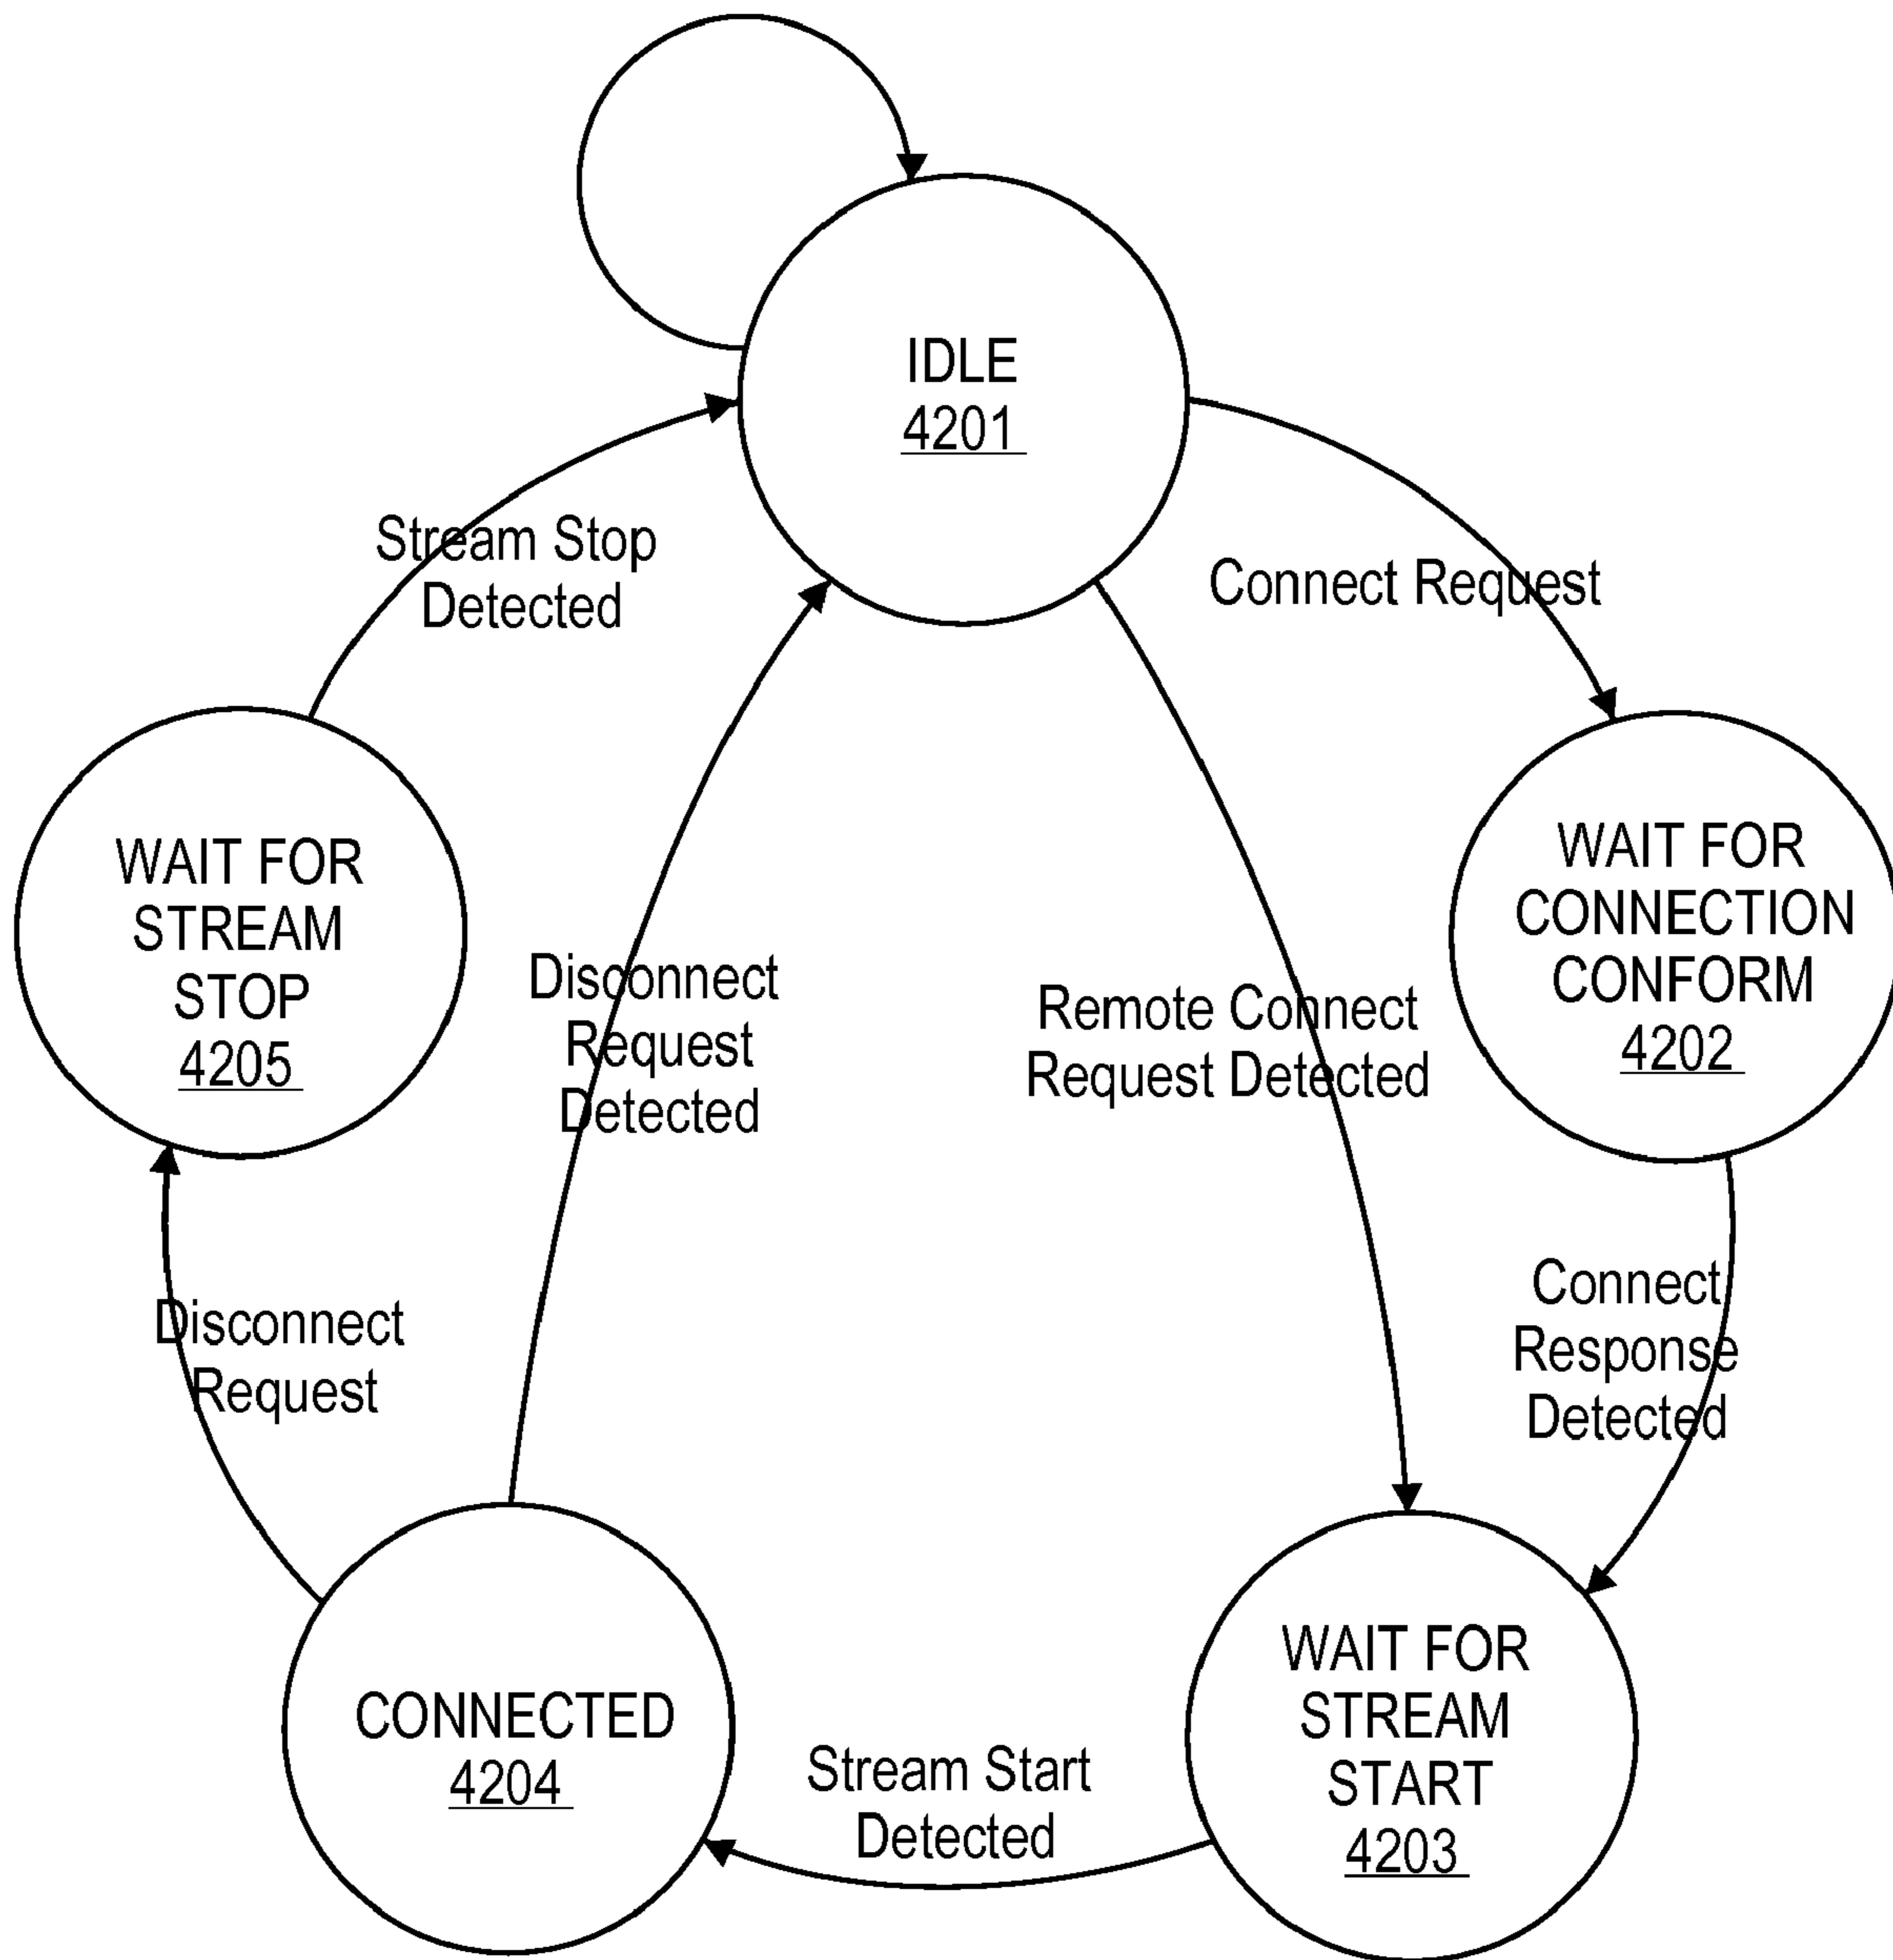 IDLE
4201
Stream Stop
Detected
Connect Request
WAIT FOR
STREAM
STOP
4205
WAIT FOR
CONNECTION
CONFORM
4202
Disconnect
Request
Detected
Remote Connect
Request Detected
Disconnect
Request
Connect
Response
Detected
CONNECTED
4204
Stream Start
Detected
WAIT FOR
STREAM
START
4203